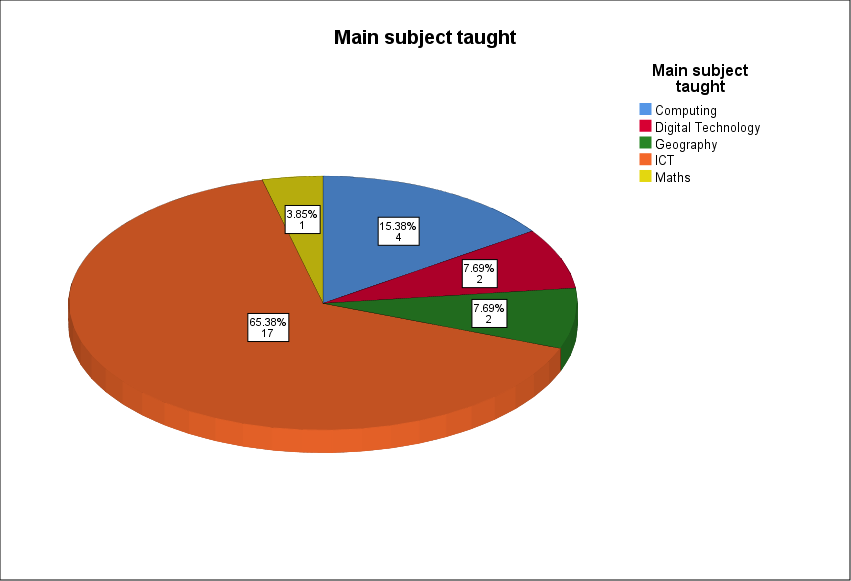 Main subject taught
Main subject
taught
Computing
Digital Technology
Geography
ICT
Maths
3.85%
1
15.38%
4
7.69%
2
7.69%
2
65.38%
17